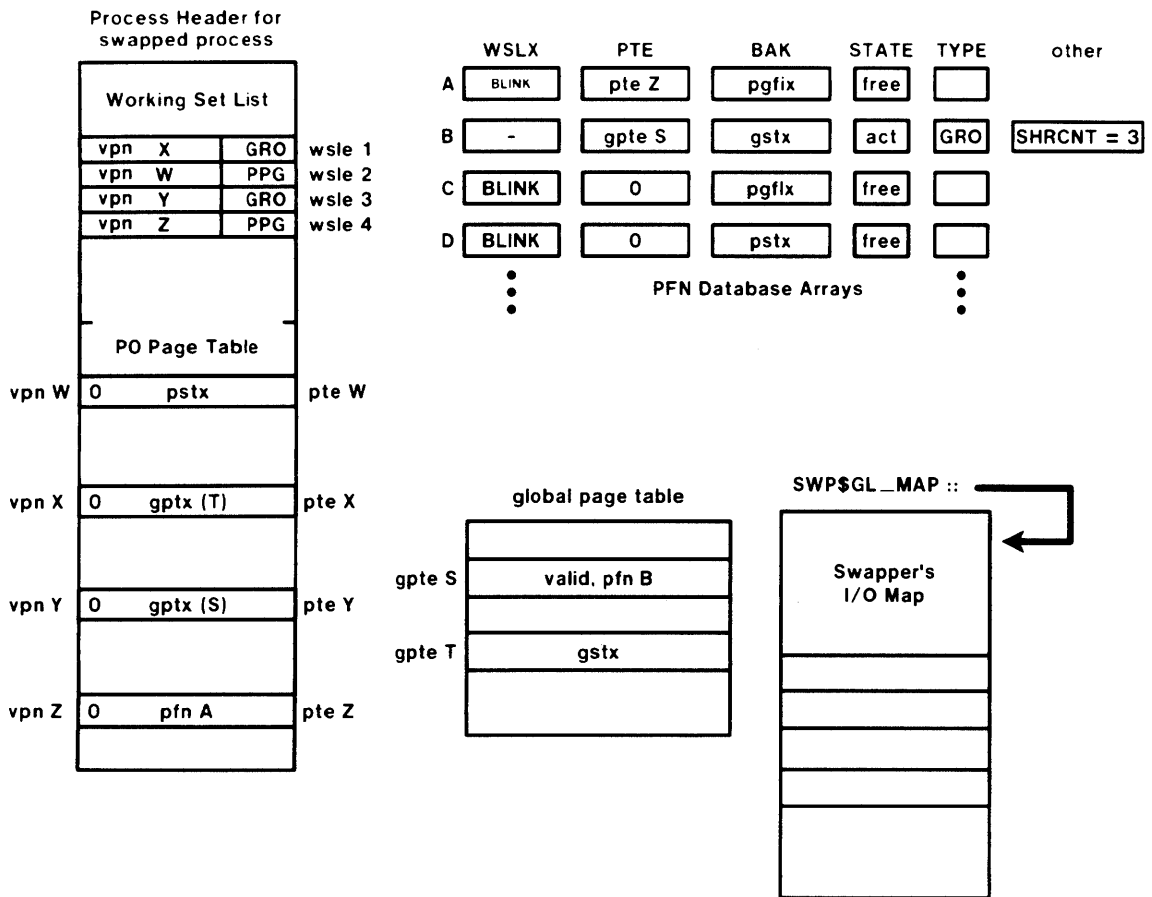 Process Header for
swapped process
Working Set List
vpn X GRO wsle 1
vpn W PPG wsle 2
vpn Y GRO wsle 3
vpn Z PPG wsle 4
PO Page Table
vpn W 0 pstx pte W
vpn X 0 gptx (T) pte X
vpn Y 0 gptx (S) pte Y
vpn Z 0 pfn A pte Z
WSLX PTE BAK STATE TYPE other
A BLINK pte Z pgfix free
B - gpte S gstx act GRO SHRCNT = 3
C BLINK 0 pgflx free
D BLINK 0 pstx free
PFN Database Arrays
global page table
gpte S valid, pfn B
gpte T gstx
SWP$GL_MAP ::
Swapper's
I/O Map